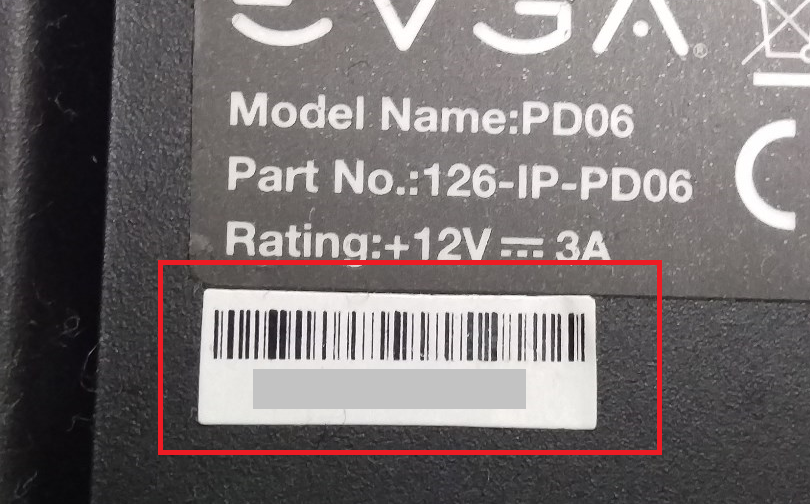 EVGA®
Model Name:PD06
Part No.:126-IP-PD06
Rating:+12V⎓3A